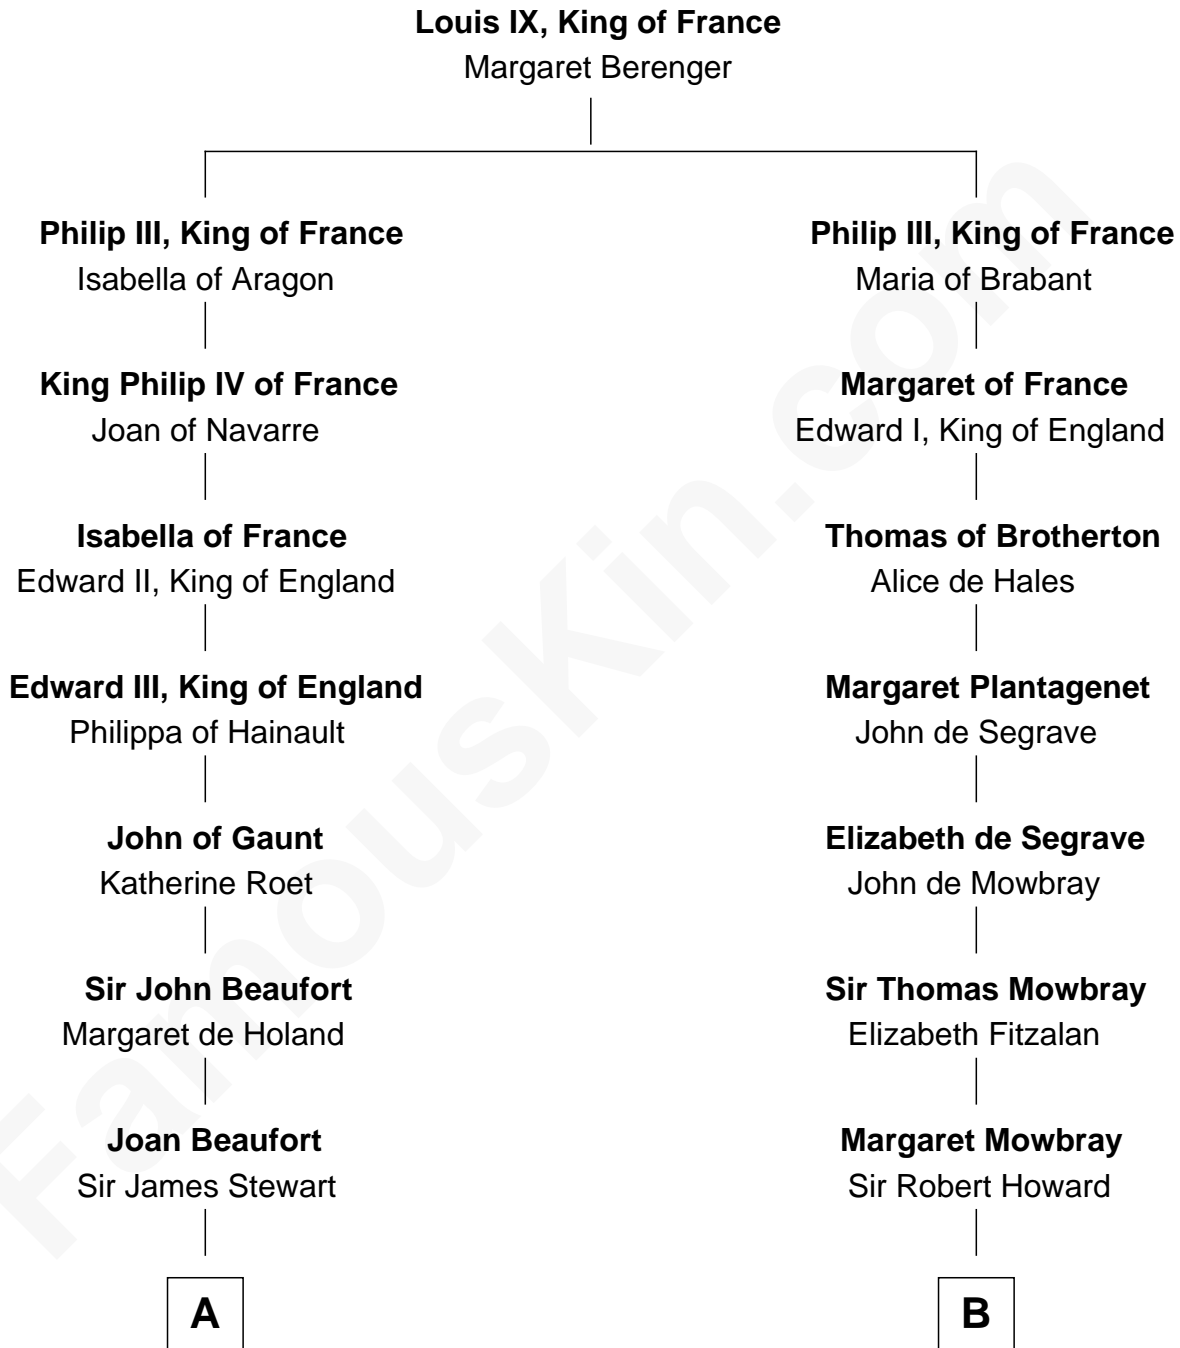 Louis IX, King of France
Margaret Berenger
Philip III, King of France
Isabella of Aragon
Philip III, King of France
Maria of Brabant
King Philip IV of France
Joan of Navarre
Margaret of France
Edward I, King of England
Isabella of France
Edward II, King of England
Thomas of Brotherton
Alice de Hales
Edward III, King of England
Philippa of Hainault
Margaret Plantagenet
John de Segrave
John of Gaunt
Katherine Roet
Elizabeth de Segrave
John de Mowbray
Sir John Beaufort
Margaret de Holand
Sir Thomas Mowbray
Elizabeth Fitzalan
Joan Beaufort
Sir James Stewart
Margaret Mowbray
Sir Robert Howard
A
B
FamousKin.com